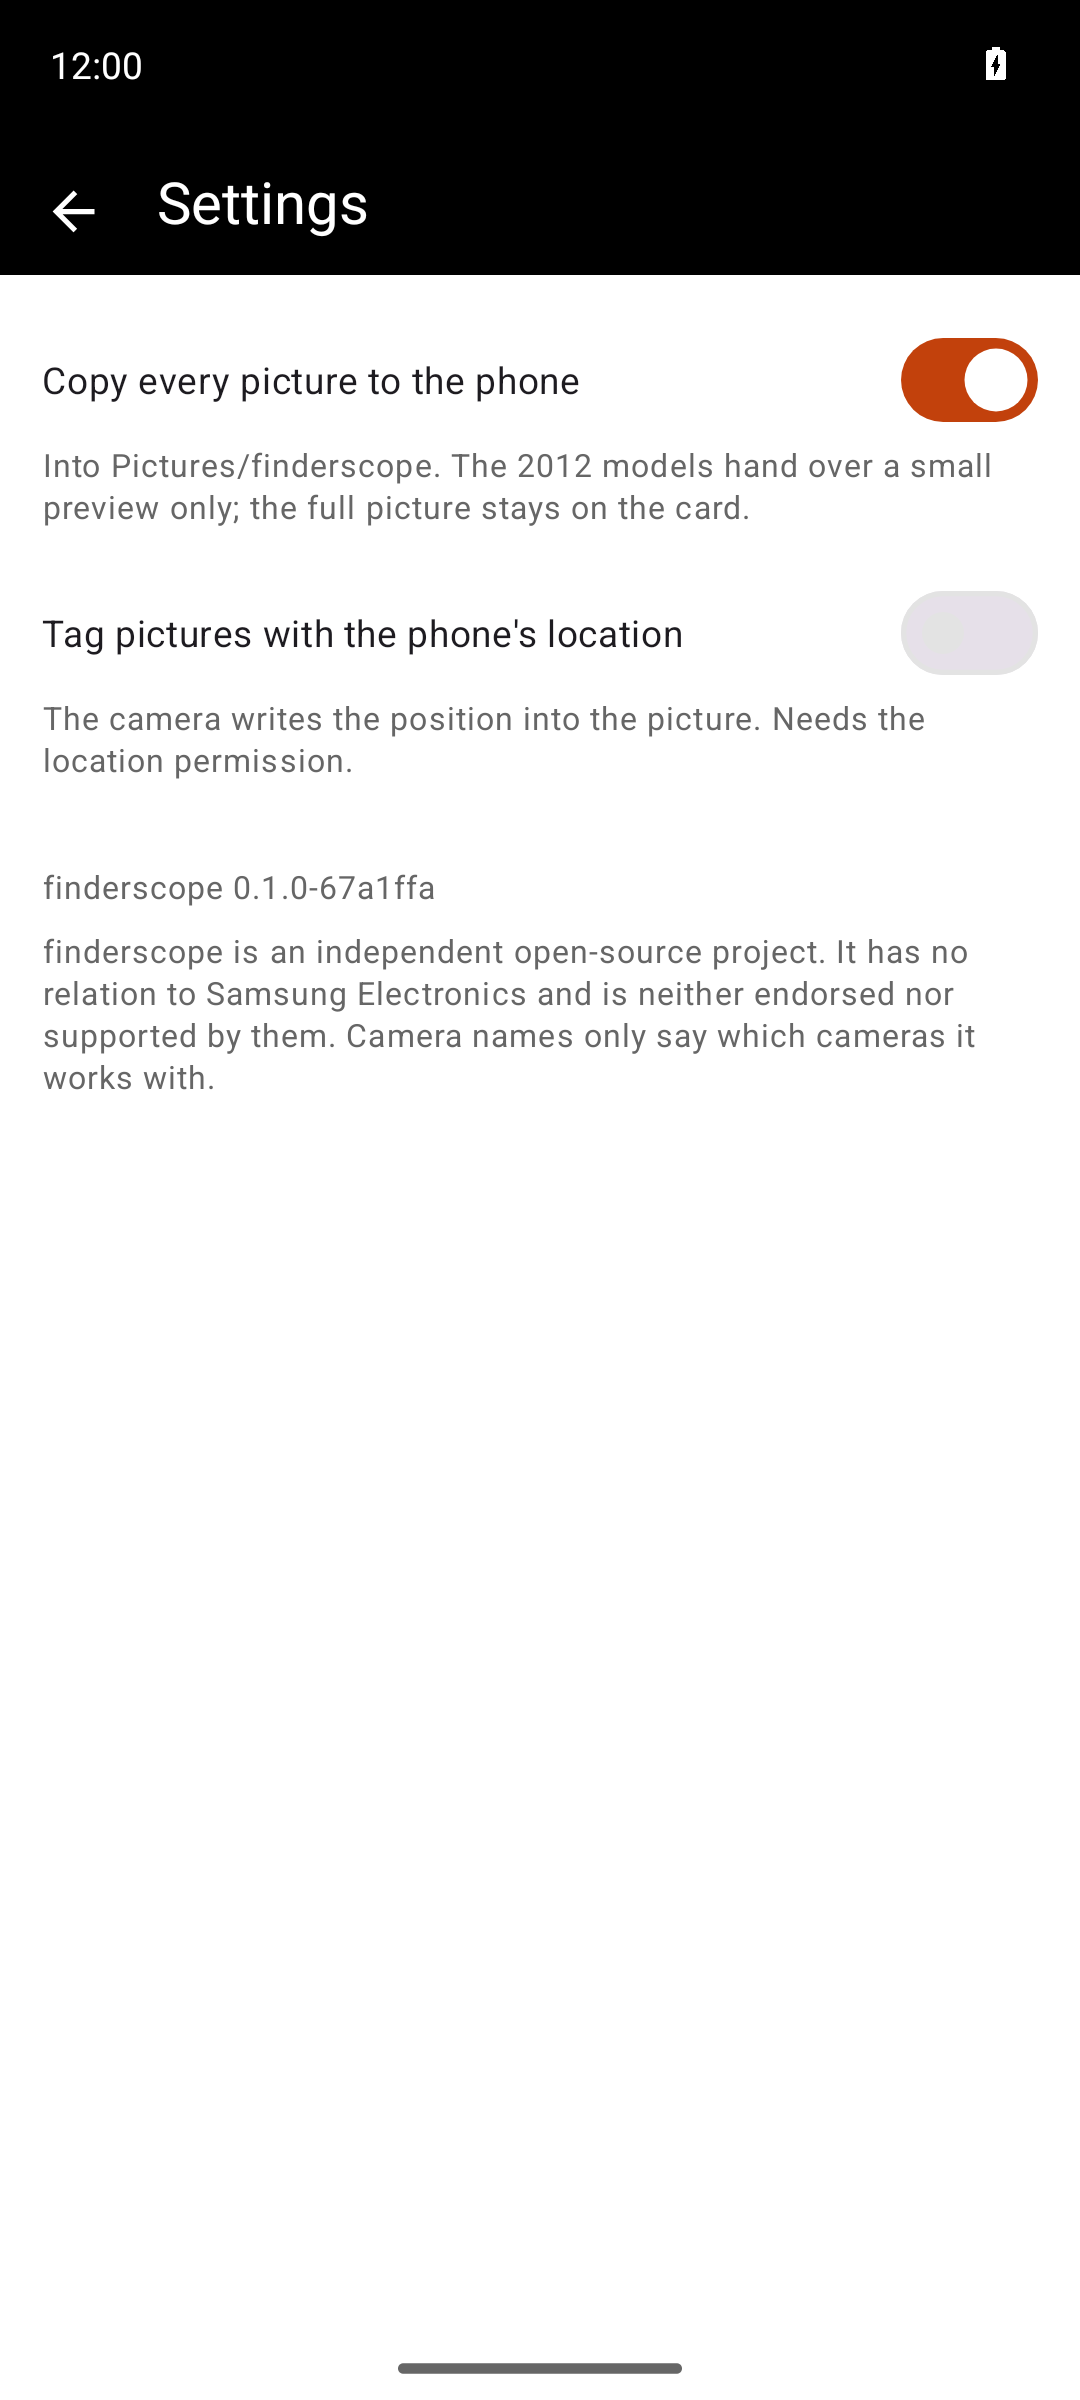 12:00
Settings
Copy every picture to the phone
Into Pictures/finderscope. The 2012 models hand over a small
preview only; the full picture stays on the card.
Tag pictures with the phone's location
The camera writes the position into the picture. Needs the
location permission.
finderscope 0.1.0-67a1ffa
finderscope is an independent open-source project. It has no
relation to Samsung Electronics and is neither endorsed nor
supported by them. Camera names only say which cameras it
works with.